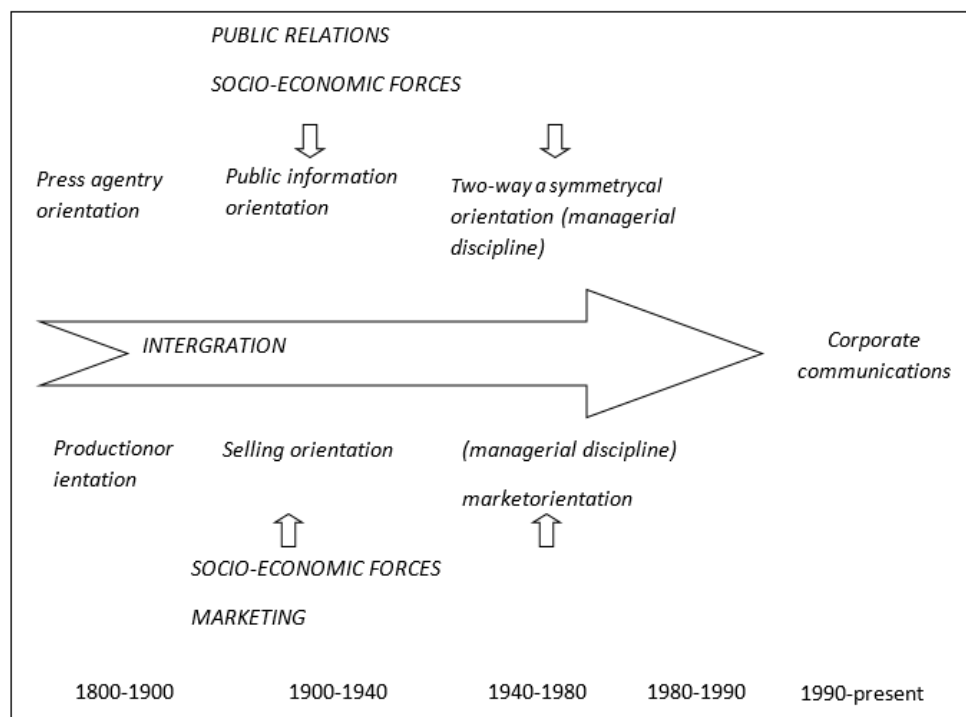 PUBLIC RELATIONS
SOCIO-ECONOMIC FORCES
Press agentry
orientation
Public information
orientation
Two-way a symmetrycal
orientation (managerial
discipline)
INTERGRATION
Corporate
communications
Productionor
ientation
Selling orientation
(managerial discipline)
marketorientation
SOCIO-ECONOMIC FORCES
MARKETING
1800-1900 1900-1940 1940-1980 1980-1990 1990-present